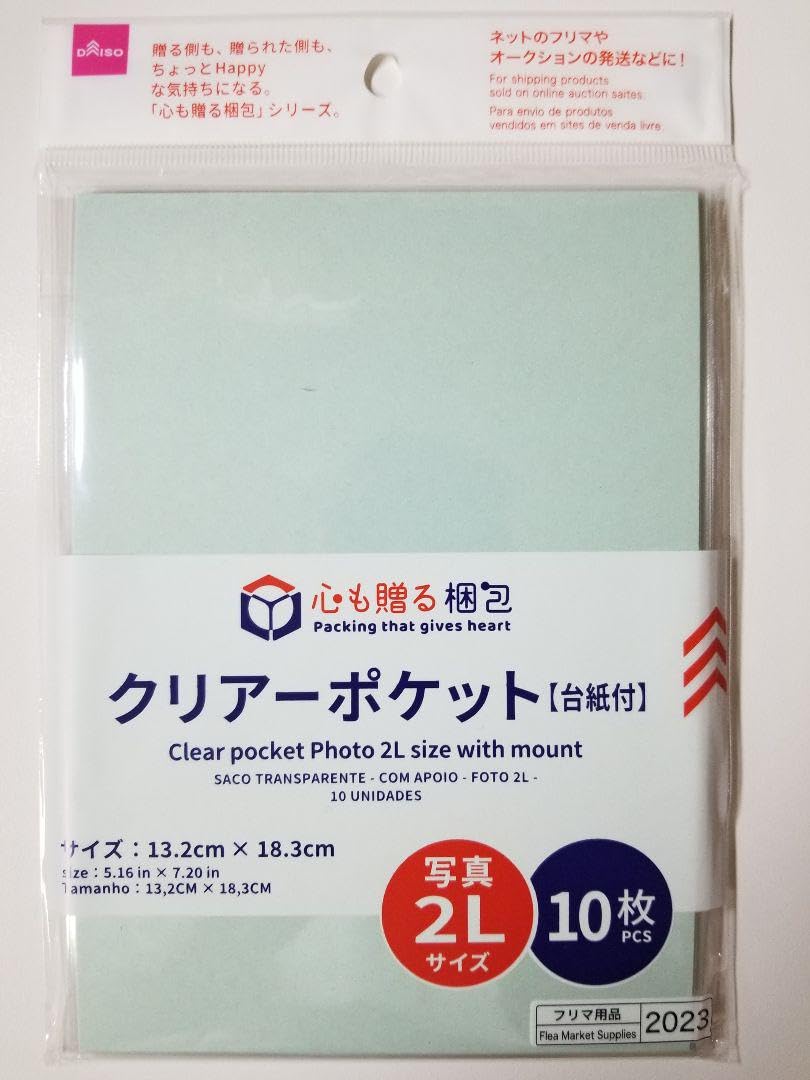 DAISO
贈る側も、贈られた側も、
ちょっとHappy
な気持ちになる。
「心も贈る梱包」シリーズ。
ネットのフリマや
オークションの発送などに!
For shipping products
sold on online auction saites.
Para envio de produtos
vendidos em sites de venda livre
心も贈る梱包
Packing that gives heart
クリアーポケット【台紙付】
Clear pocket Photo 2L size with mount
SACO TRANSPARENTE - COM APOIO - FOTO 2L -
10 UNIDADES
サイズ:13.2cm × 18.3cm
size : 5.16 in × 7.20 in
Tamanho : 13,2CM × 18,3CM
写真
2L
サイズ
10枚
PCS
フリマ用品
Flea Market Supplies
2023